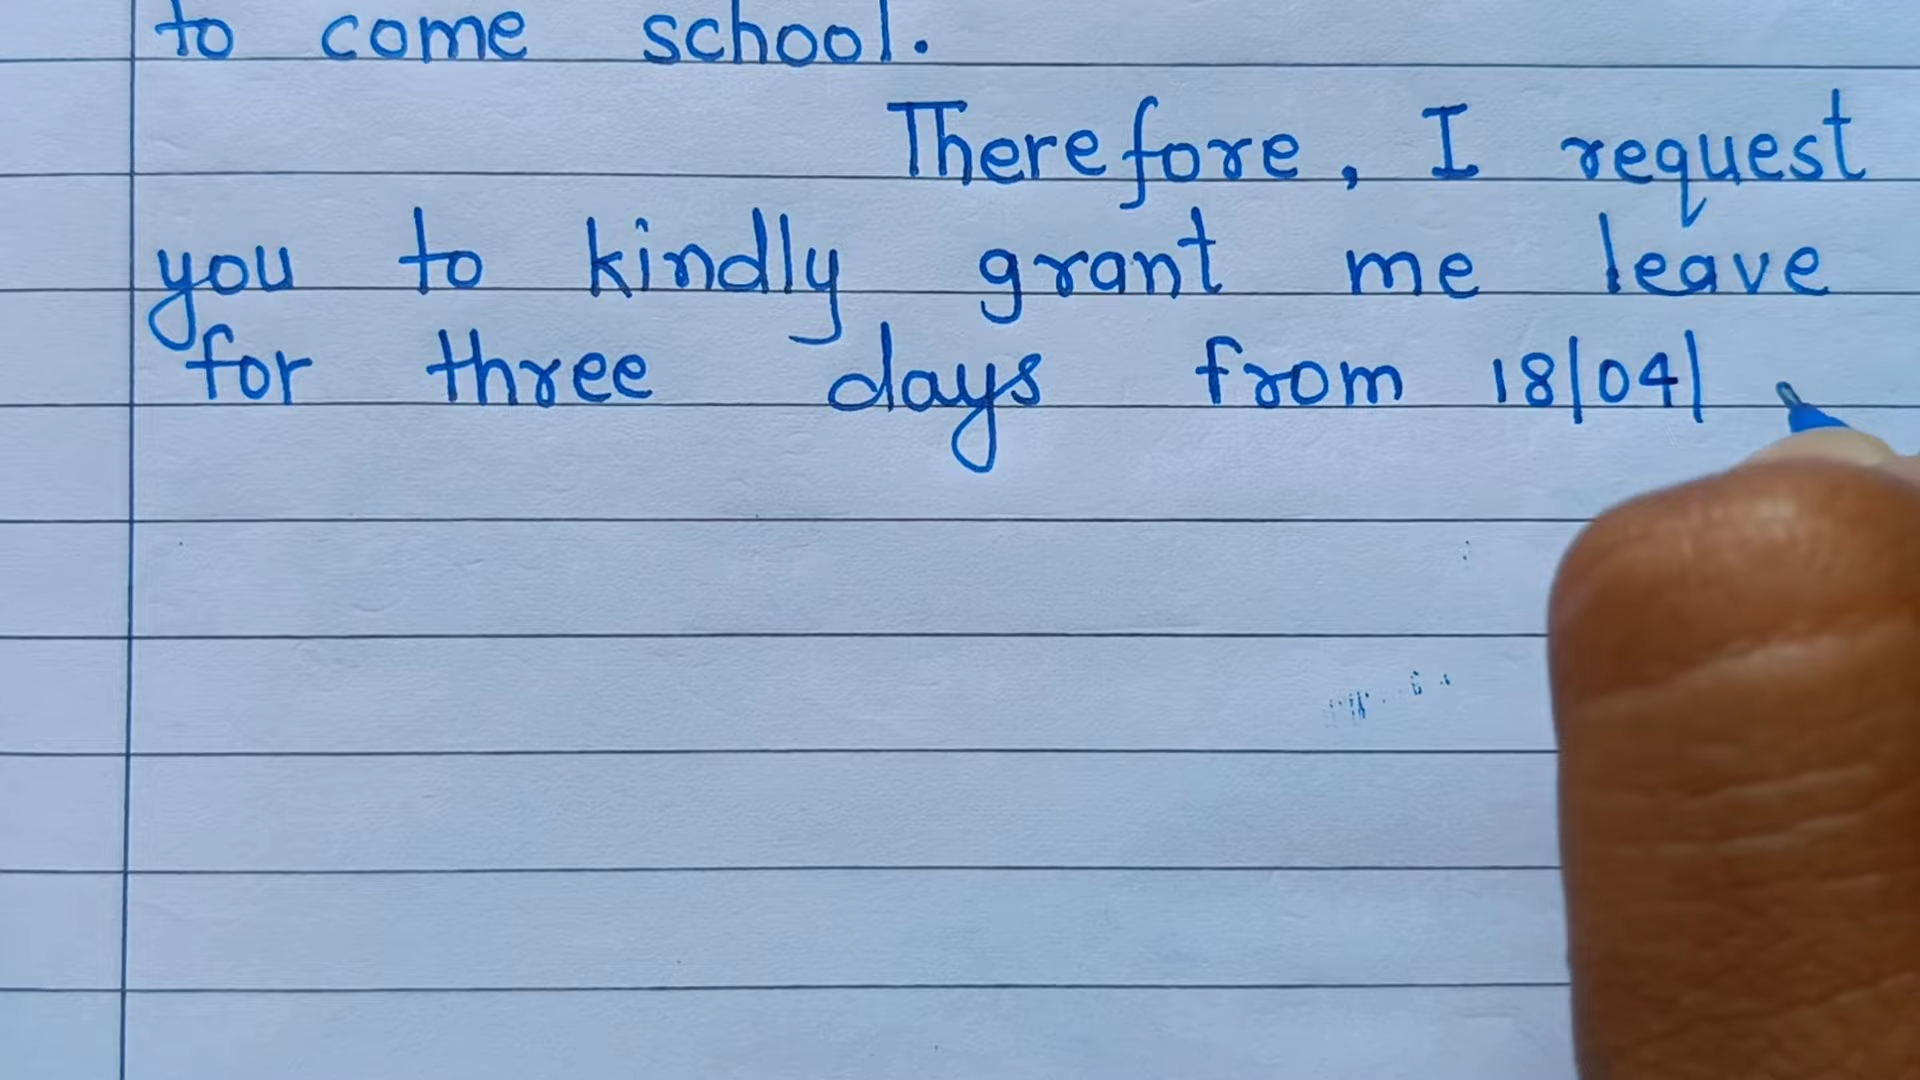 to come school.
Therefore, I request
you to kindly grant me leave
for three days from 18/04/